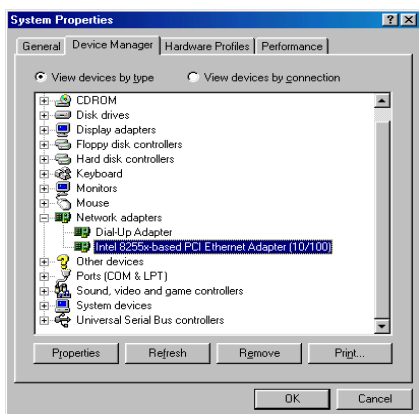 System Properties
General Device Manager Hardware Profiles Performance
View devices by type View devices by connection
CDROM
Disk drives
Display adapters
Floppy disk controllers
Hard disk controllers
Keyboard
Monitors
Mouse
Network adapters
Dial-Up Adapter
Intel 8255x-based PCI Ethernet Adapter (10/100)
Other devices
Ports (COM & LPT)
Sound, video and game controllers
System devices
Universal Serial Bus controllers
Properties Refresh Remove Print...
OK Cancel